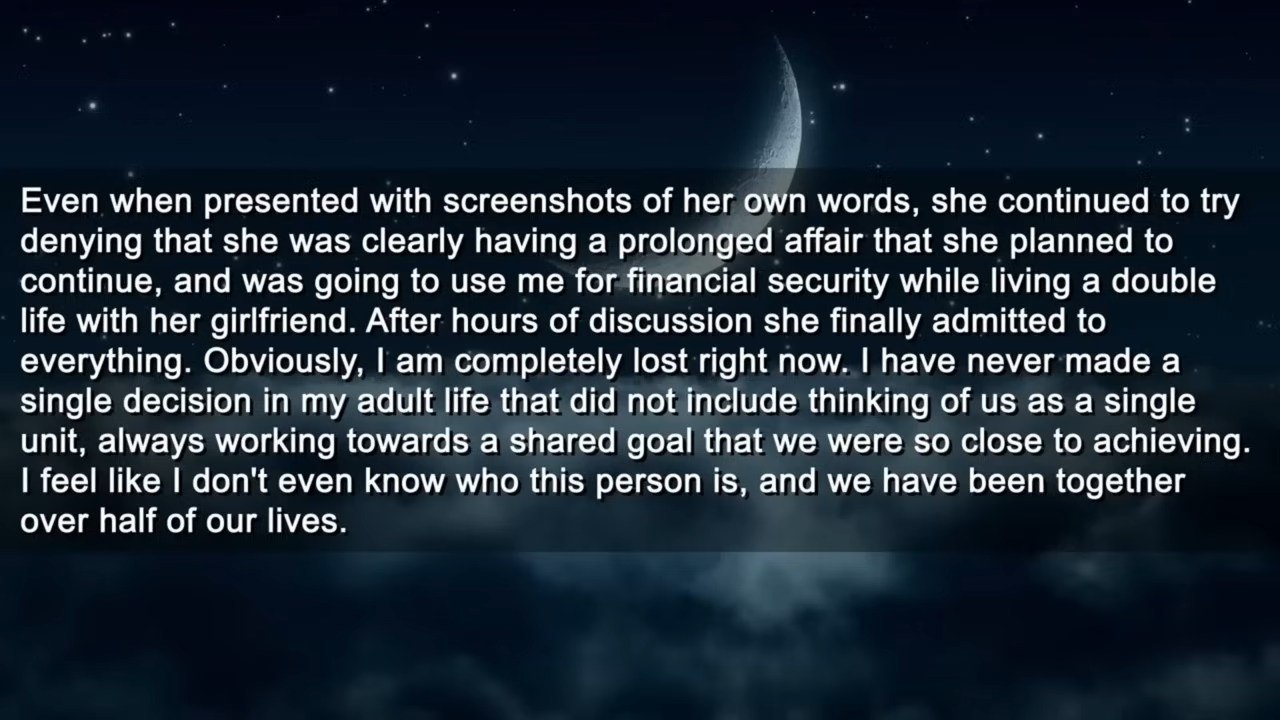 Even when presented with screenshots of her own words, she continued to try
denying that she was clearly having a prolonged affair that she planned to
continue, and was going to use me for financial security while living a double
life with her girlfriend. After hours of discussion she finally admitted to
everything. Obviously, I am completely lost right now. I have never made a
single decision in my adult life that did not include thinking of us as a single
unit, always working towards a shared goal that we were so close to achieving.
I feel like I don't even know who this person is, and we have been together
over half of our lives.